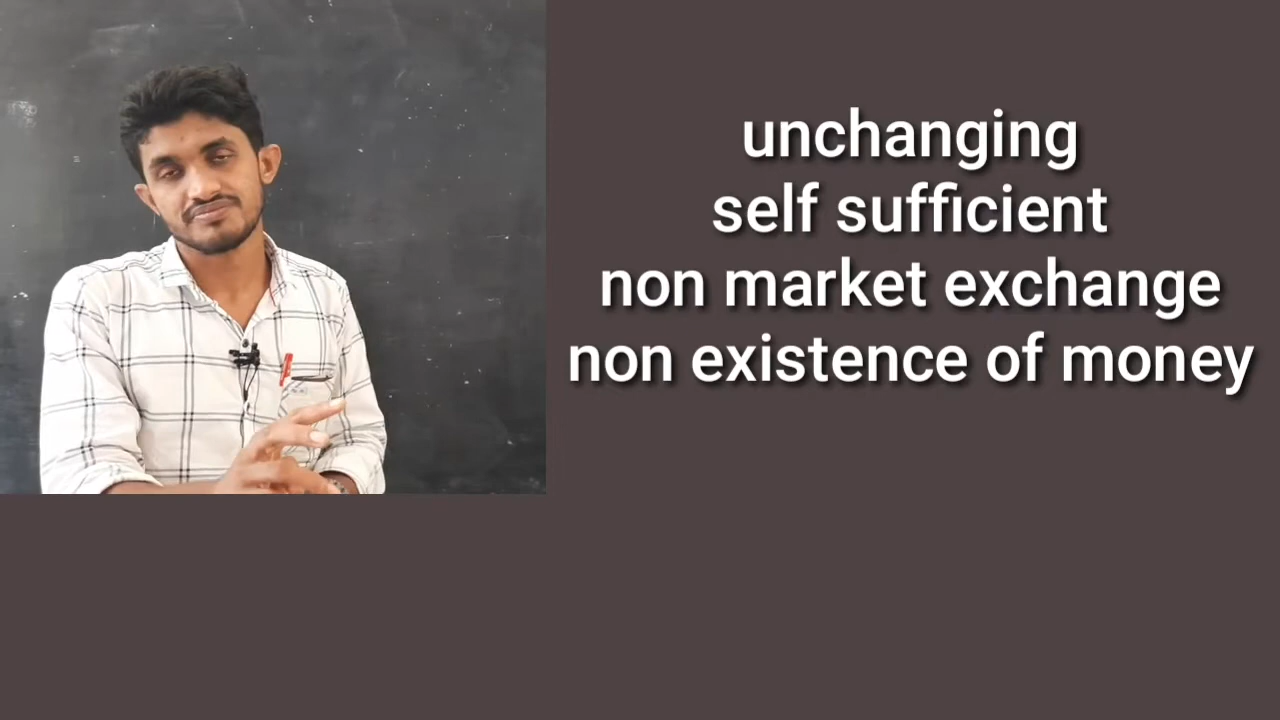 unchanging
self sufficient
non market exchange
non existence of money